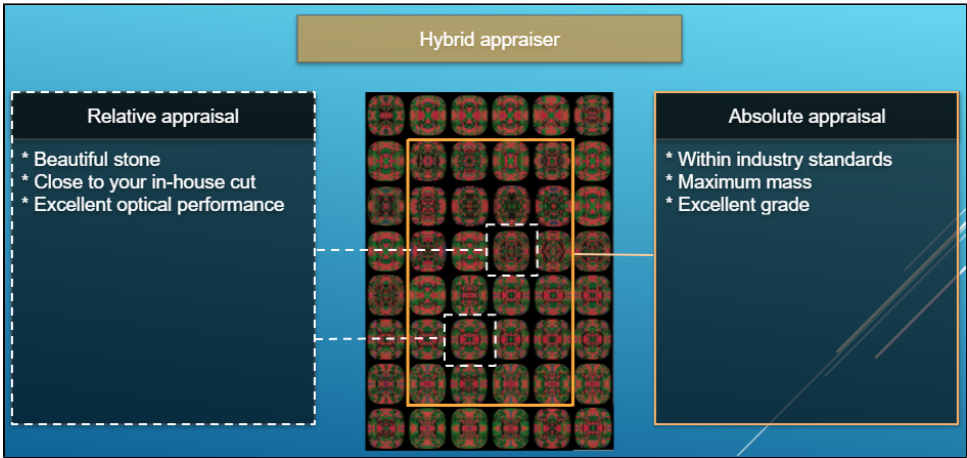 Hybrid appraiser
Relative appraisal
* Beautiful stone
* Close to your in-house cut
* Excellent optical performance
Absolute appraisal
* Within industry standards
* Maximum mass
* Excellent grade